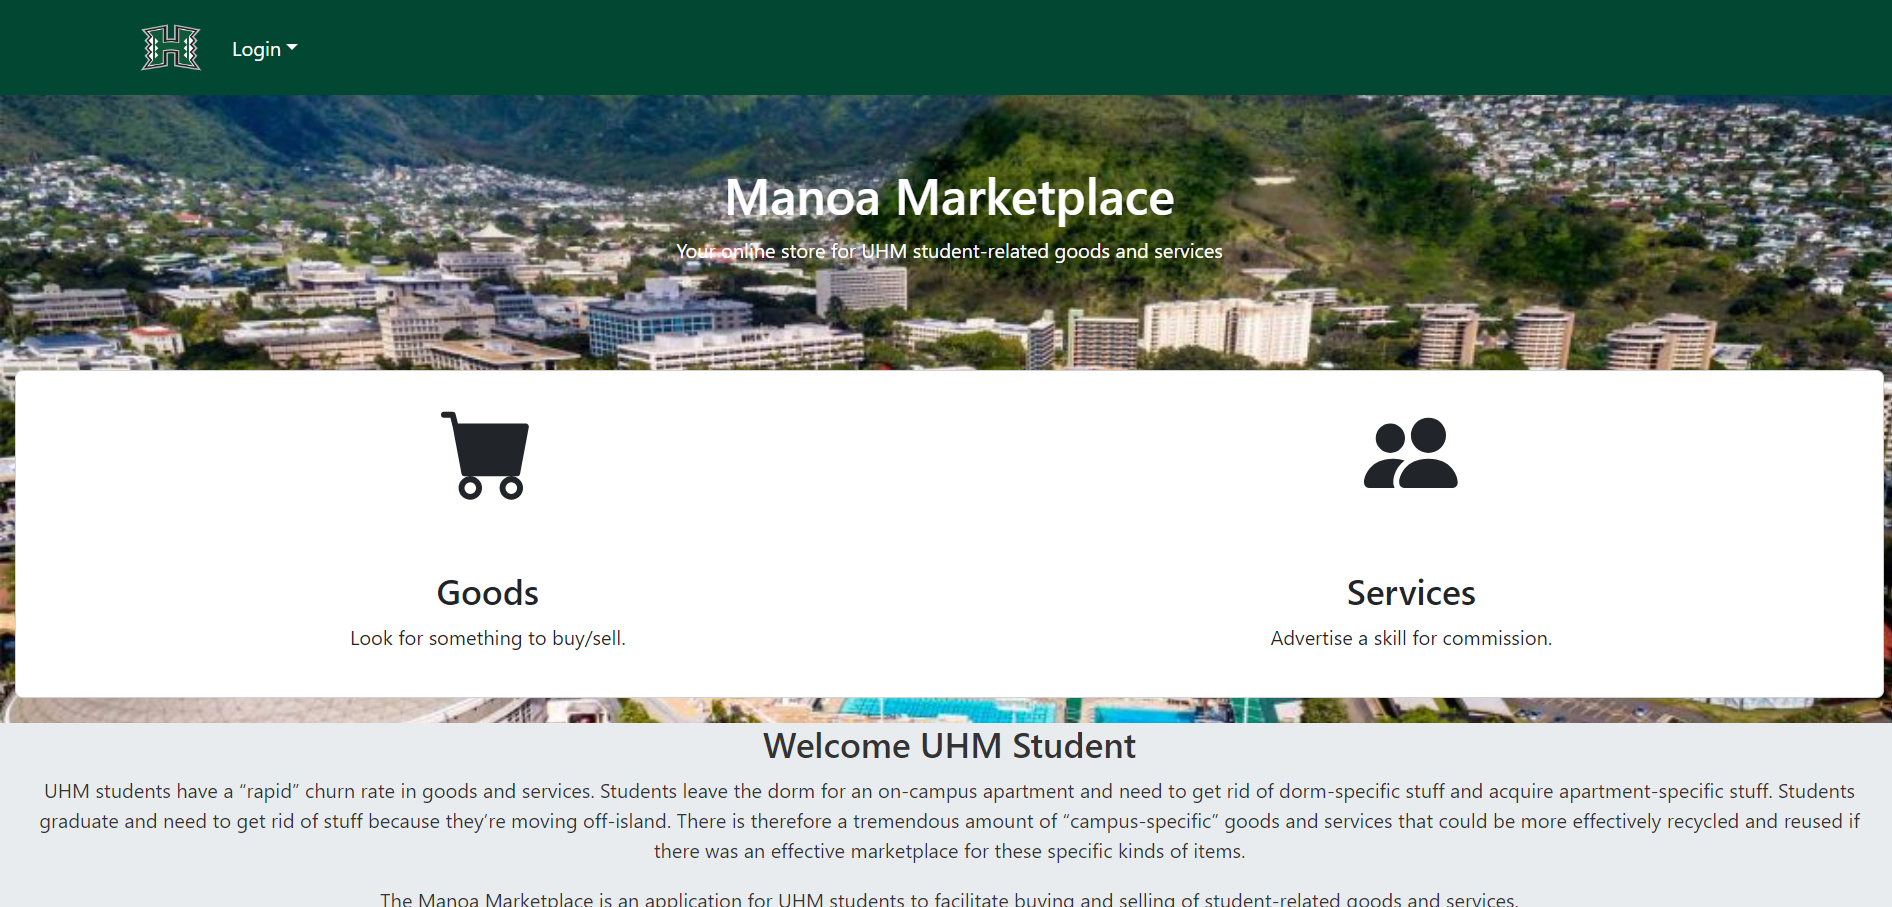 H
Login
Manoa Marketplace
Your online store for UHM student-related goods and services
Goods
Services
Look for something to buy/sell.
Advertise a skill for commission.
Welcome UHM Student
UHM students have a “rapid” churn rate in goods and services. Students leave the dorm for an on-campus apartment and need to get rid of dorm-specific stuff and acquire apartment-specific stuff. Students
graduate and need to get rid of stuff because they’re moving off-island. There is therefore a tremendous amount of “campus-specific” goods and services that could be more effectively recycled and reused if
there was an effective marketplace for these specific kinds of items.
The Manoa Marketplace is an application for UHM students to facilitate buying and selling of student-related goods and services.